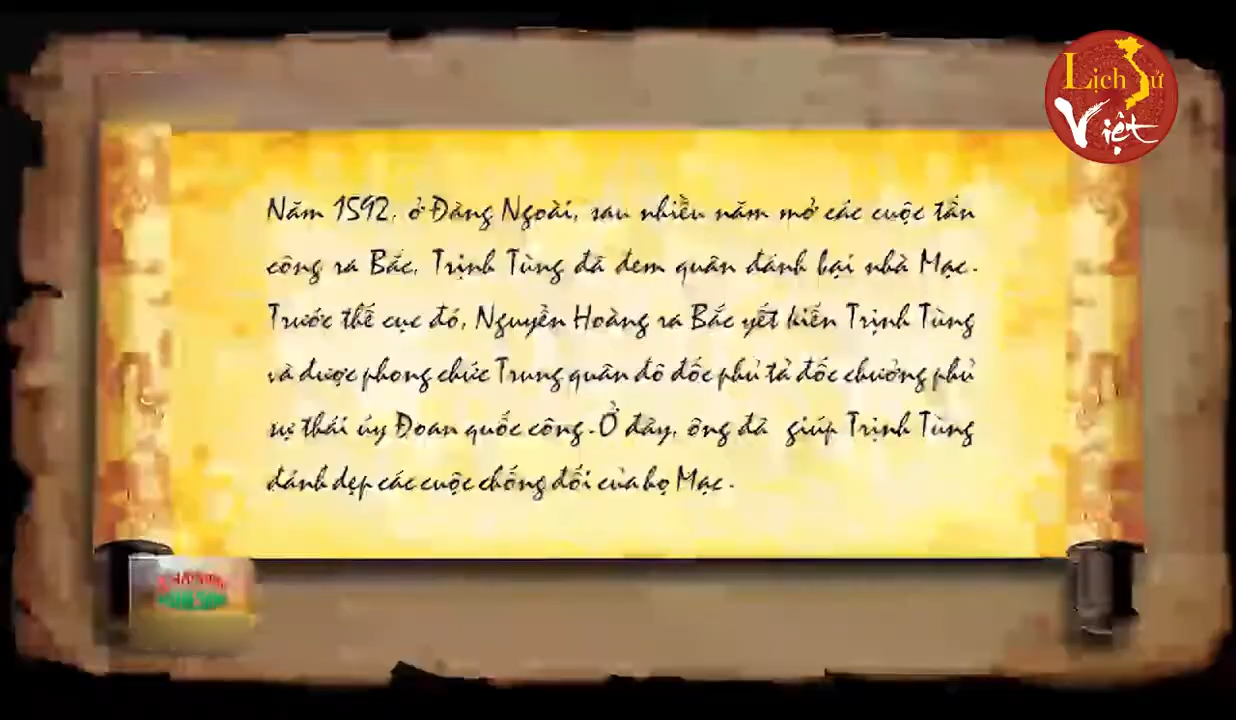 Lịch Sử
Việt
Năm 1592, ở Đàng Ngoài, sau nhiều năm mở các cuộc tấn
công ra Bắc, Trịnh Tùng đã đem quân đánh bại nhà Mạc.
Trước thế cục đó, Nguyễn Hoàng ra Bắc yết kiến Trịnh Tùng
và được phong chức Trung quân đô đốc phủ tả đốc chưởng phủ
sự thái úy Đoan quốc công. Ở đây, ông đã giúp Trịnh Tùng
đánh dẹp các cuộc chống đối của họ Mạc.